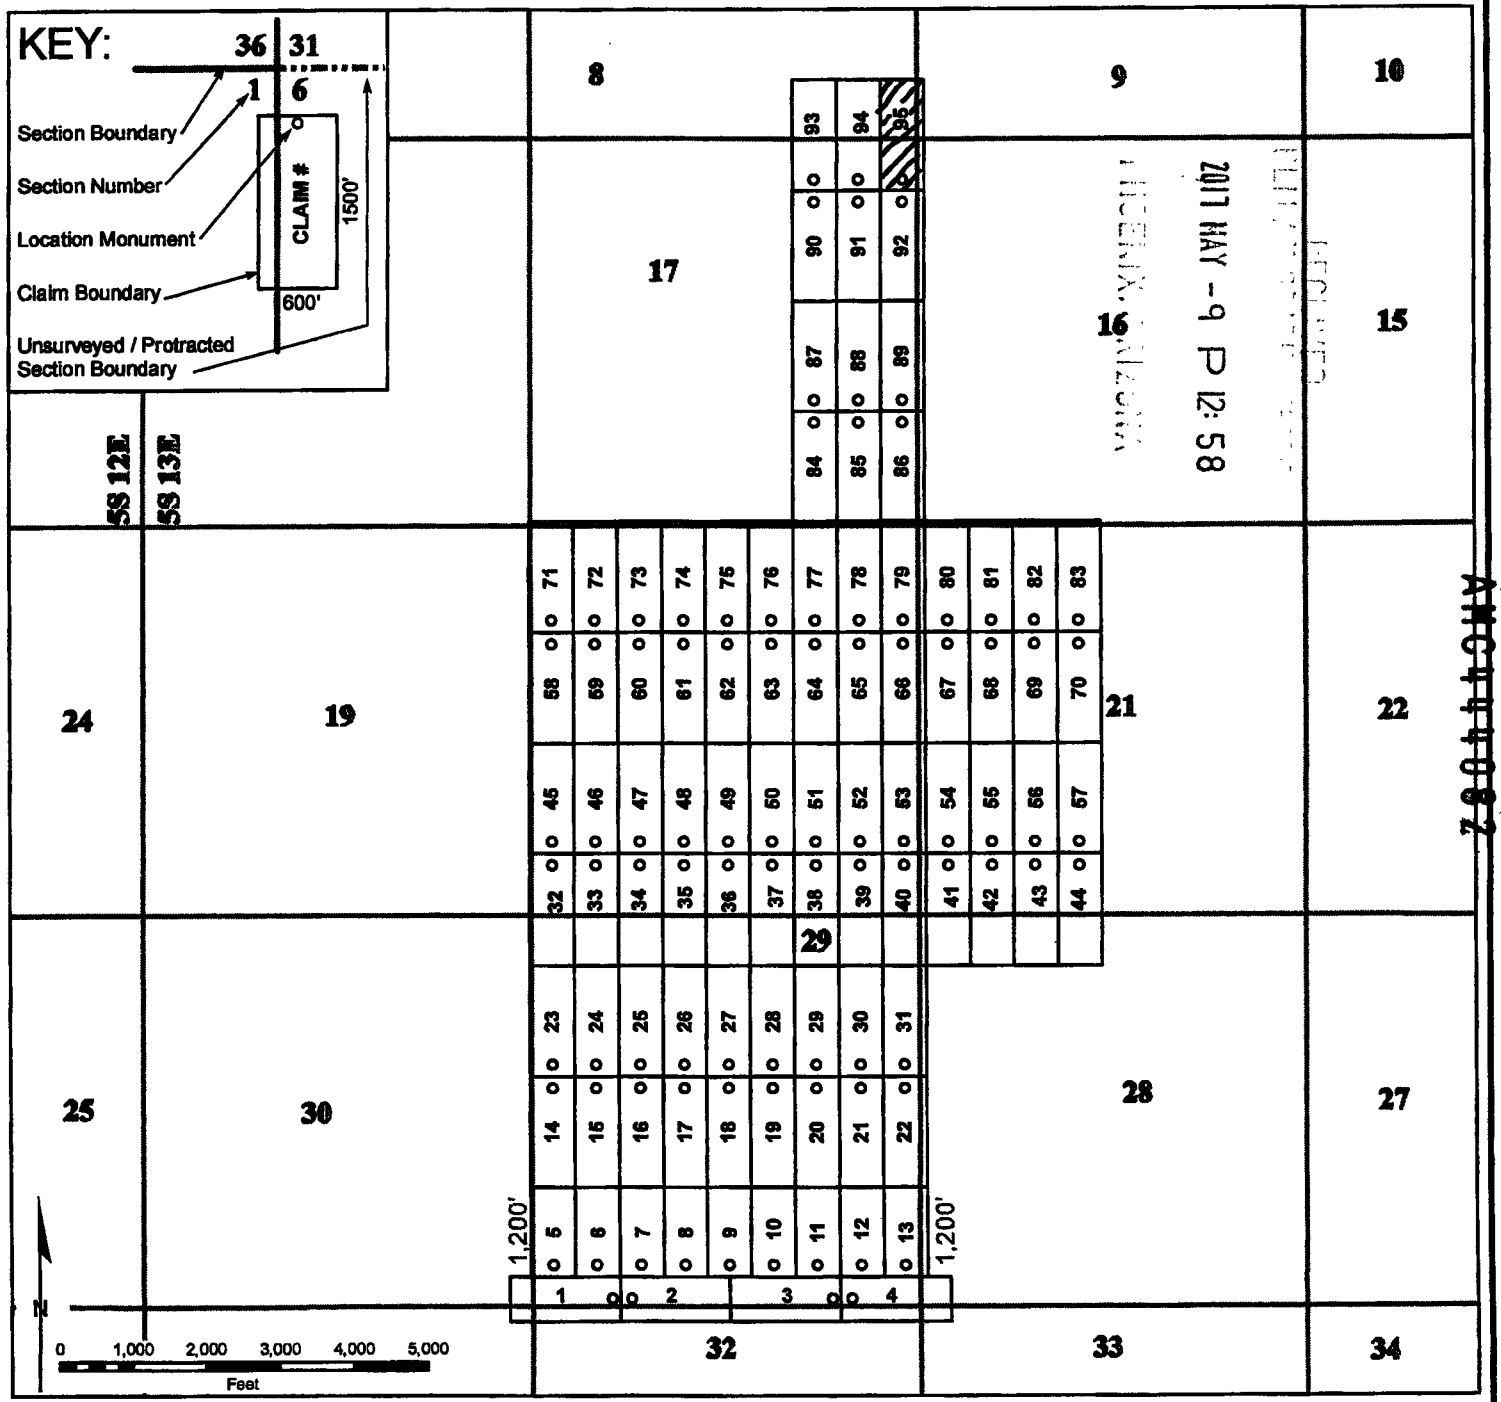 KEY:
36 31
1 6
Section Boundary
Section Number
Location Monument
Claim Boundary
Unsurveyed / Protracted
Section Boundary
CLAIM #
1500'
600'
8 9 10
93 94 95
17 16 15
90 91 92
87 88 89
84 85 86
2017 MAY -9 P 12: 58
5S 12E
5S 13E
71 72 73 74 75 76 77 78 79 80 81 82 83
58 59 60 61 62 63 64 65 66 67 68 69 70
24 19 21 22
45 46 47 48 49 50 51 52 53 54 55 56 57
32 33 34 35 36 37 38 39 40 41 42 43 44
29
23 24 25 26 27 28 29 30 31
25 30 28 27
14 15 16 17 18 19 20 21 22
1,200' 1,200'
5 6 7 8 9 10 11 12 13
1 2 3 4
N
32 33 34
0 1,000 2,000 3,000 4,000 5,000
Feet